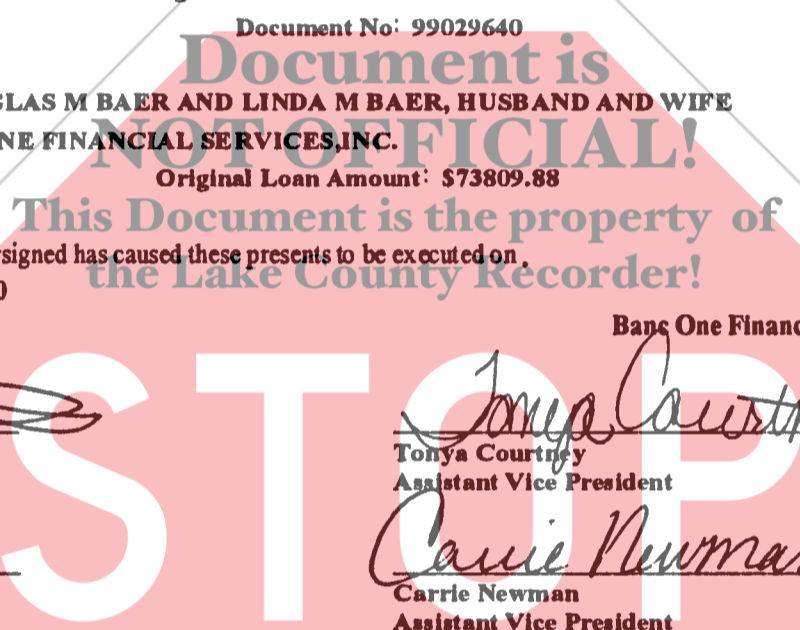 Document No: 99029640
Document is
GLAS M BAER AND LINDA M BAER, HUSBAND AND WIFE
NOT OFFICIAL!
NE FINANCIAL SERVICES,INC.
Original Loan Amount: $73809.88
This Document is the property of
signed has caused these presents to be executed on
the Lake County Recorder!
0
Banc One Financ
STOP
Tonya Court
Tonya Courtney
Assistant Vice President
Carrie Newman
Carrie Newman
Assistant Vice President